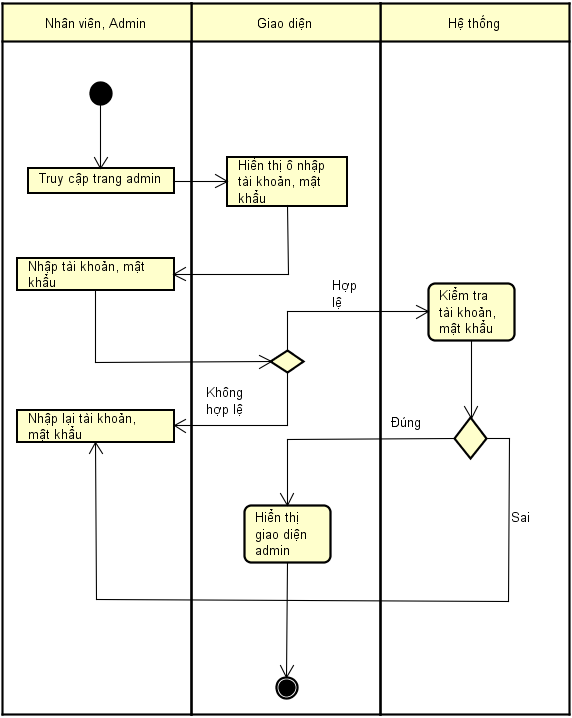 Nhân viên, Admin
Giao diện
Hệ thống
Truy cập trang admin
Hiển thị ô nhập
tài khoản, mật
khẩu
Nhập tài khoản, mật
khẩu
Hợp
lệ
Kiểm tra
tài khoản,
mật khẩu
Không
hợp lệ
Nhập lại tài khoản,
mật khẩu
Đúng
Hiển thị
giao diện
admin
Sai